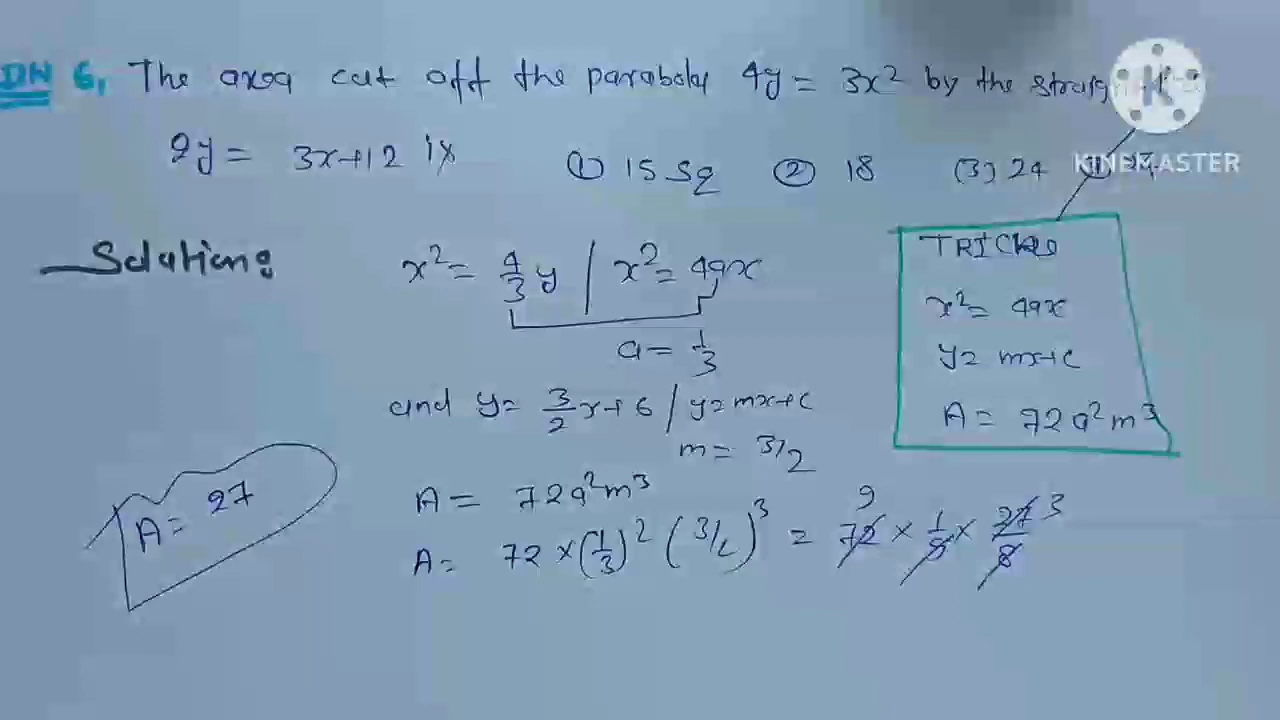 DN 6, The area cut off the parabola 4y = 3x² by the
2y = 3x+12 is ① 15 sq ② 18 (3) 24
KINEMASTER
Solution:
x² = 4/3 y / x² = 4ax
a = 1/3
and y = 3/2 x + 6 / y = mx+c
m = 3/2
A = 72a²m³
A = 72 × (1/3)² (3/2)³ = 72 × 1/9 × 27/8
9 3
A = 27
TRICKS
x² = 4ax
y = mx+c
A = 72a²m³